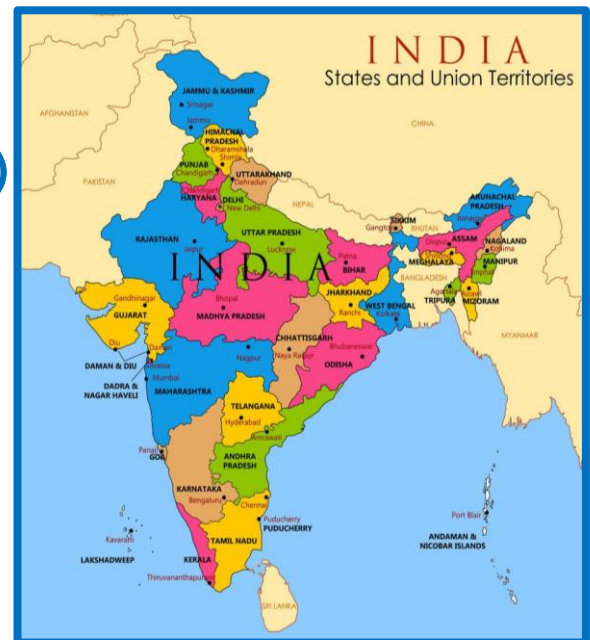 INDIA
States and Union Territories
AFGHANISTAN
JAMMU & KASHMIR
Srinagar
Jammu
CHINA
HIMACHAL
PRADESH
Dharamshala
Shimla
PUNJAB
Chandigarh
Chandigarh
HARYANA
UTTARAKHAND
Dehradun
PAKISTAN
DELHI
New Delhi
NEPAL
ARUNACHAL
PRADESH
SIKKIM
Gangtok
BHUTAN
RAJASTHAN
Jaipur
UTTAR PRADESH
Lucknow
Dispur
ASSAM
NAGALAND
Kohima
Patna
BIHAR
Shillong
MEGHALAYA
MANIPUR
Imphal
INDIA
BANGLADESH
Gandhinagar
GUJARAT
Bhopal
MADHYA PRADESH
JHARKHAND
Ranchi
WEST BENGAL
Kolkata
Agartala
TRIPURA
Aizawl
MIZORAM
MYANMAR
Diu
Daman
Silvassa
DAMAN & DIU
DADRA &
NAGAR HAVELI
Mumbai
Nagpur
MAHARASHTRA
CHHATTISGARH
Naya Raipur
Bhubaneswar
ODISHA
TELANGANA
Hyderabad
Amrawati
Panaji
GOA
ANDHRA
PRADESH
KARNATAKA
Bengaluru
Chennai
Puducherry
PUDUCHERRY
Port Blair
ANDAMAN &
NICOBAR ISLANDS
Kavaratti
LAKSHADWEEP
KERALA
TAMIL NADU
Thiruvananthapuram
SRI LANKA